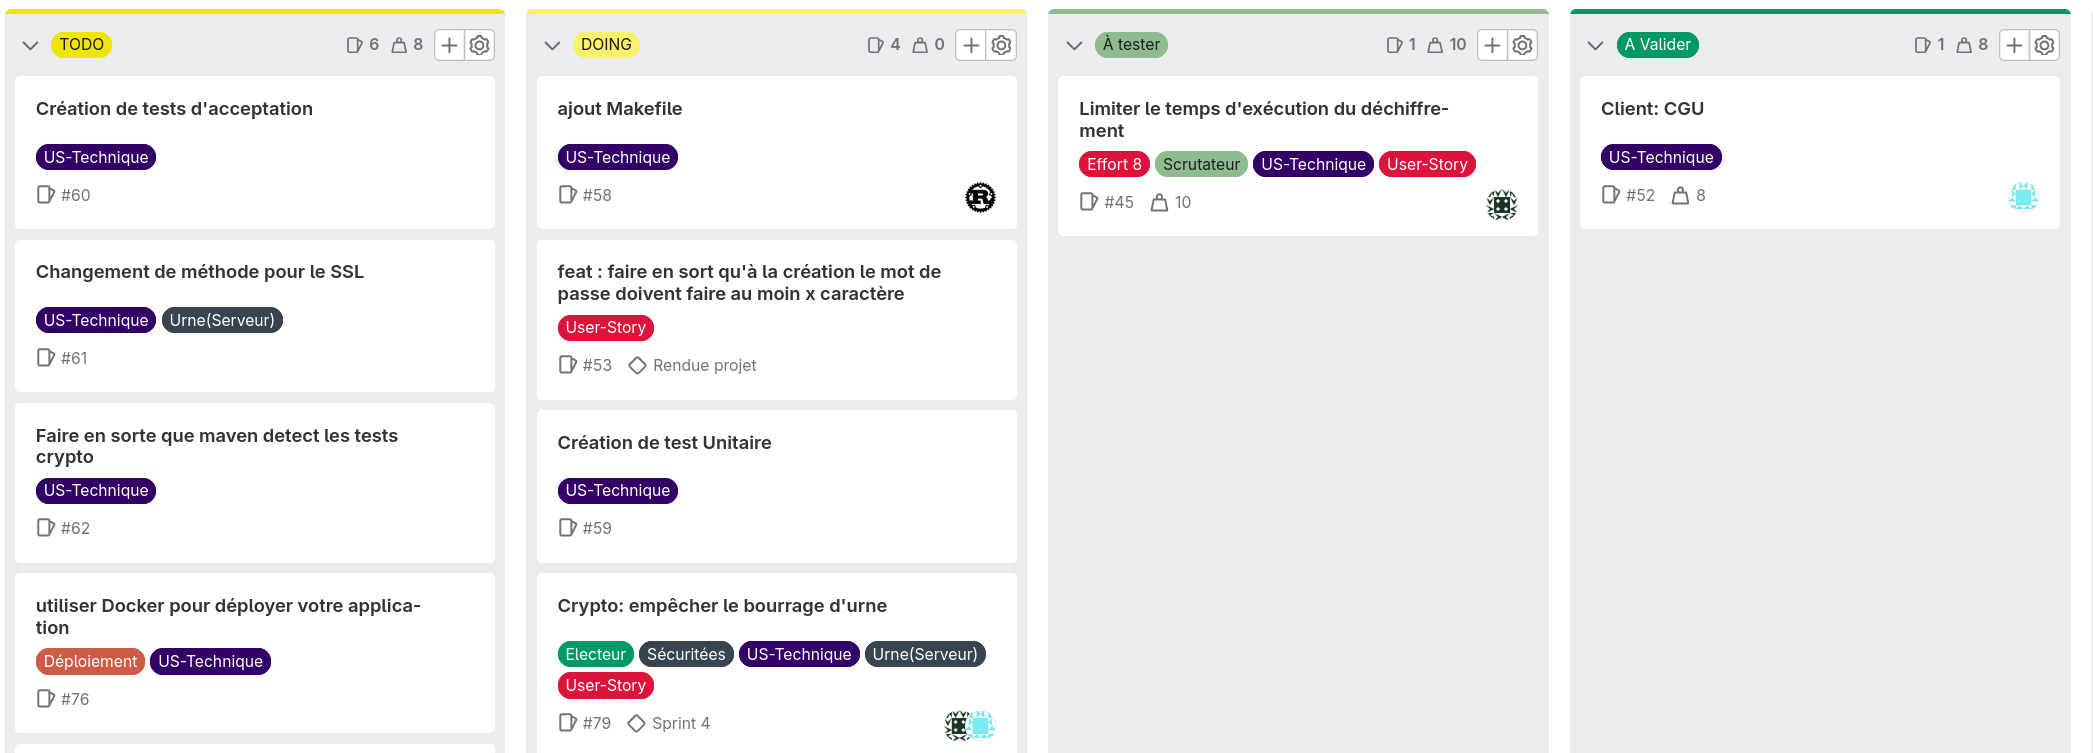 TODO 6 8
Création de tests d'acceptation
US-Technique
#60
Changement de méthode pour le SSL
US-Technique Urne(Serveur)
#61
Faire en sorte que maven detect les tests
crypto
US-Technique
#62
utiliser Docker pour déployer votre applica-
tion
Déploiement US-Technique
#76
DOING 4 0
ajout Makefile
US-Technique
#58
R
feat : faire en sort qu'à la création le mot de
passe doivent faire au moin x caractère
User-Story
#53 Rendue projet
Création de test Unitaire
US-Technique
#59
Crypto: empêcher le bourrage d'urne
Electeur Sécuritées US-Technique Urne(Serveur)
User-Story
#79 Sprint 4
À tester 1 10
Limiter le temps d'exécution du déchiffre-
ment
Effort 8 Scrutateur US-Technique User-Story
#45 10
A Valider 1 8
Client: CGU
US-Technique
#52 8